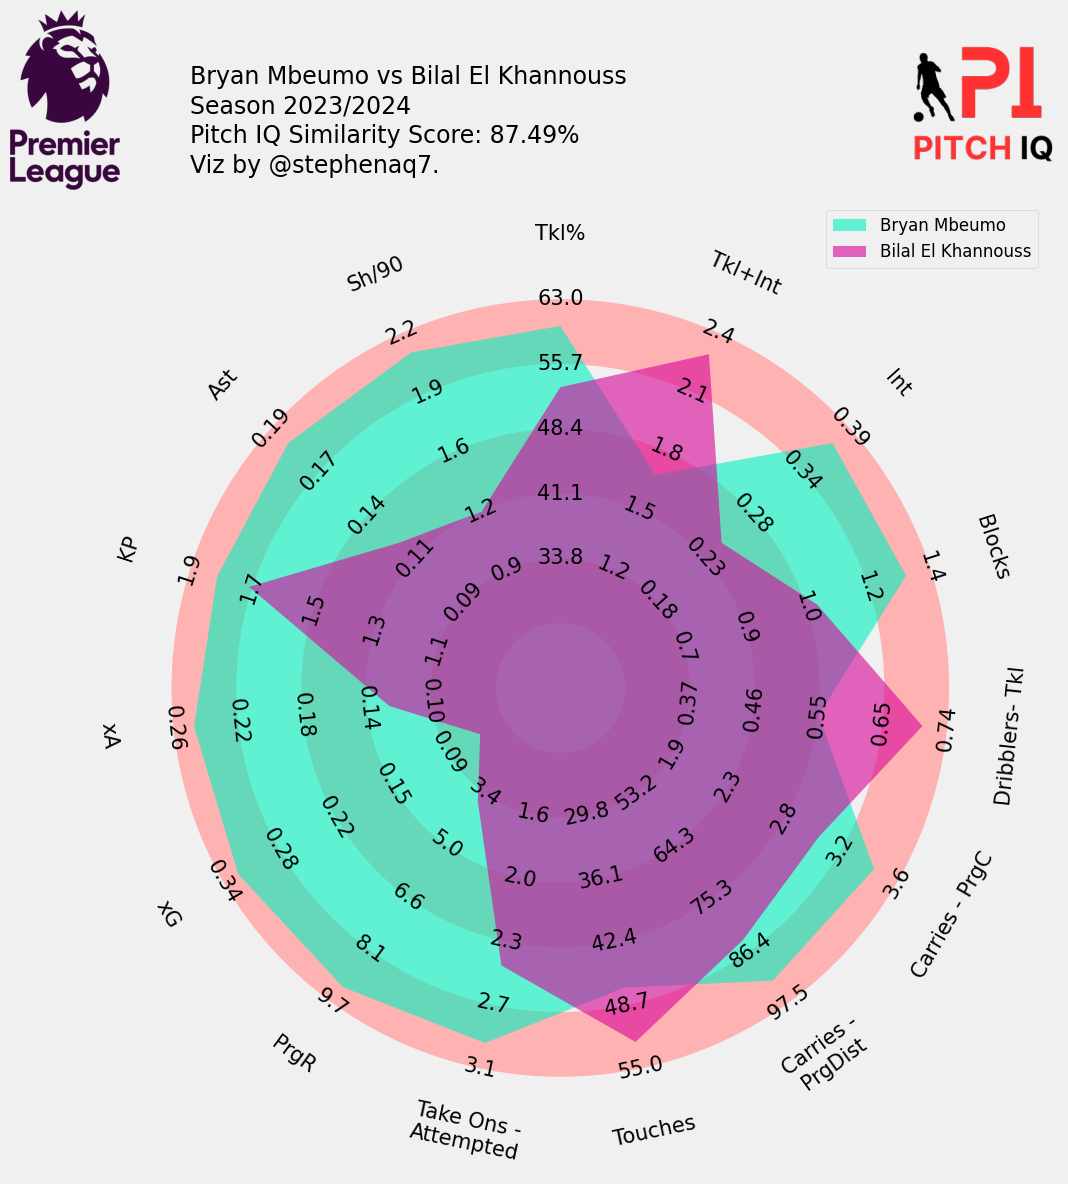 Premier
League
Bryan Mbeumo vs Bilal El Khannouss
Season 2023/2024
Pitch IQ Similarity Score: 87.49%
Viz by @stephenaq7.
PI
PITCH IQ
Bryan Mbeumo
Bilal El Khannouss
Tkl%
63.0
55.7
48.4
41.1
33.8
Tkl+Int
2.4
2.1
1.8
1.5
1.2
Int
0.39
0.34
0.28
0.23
0.18
Blocks
1.4
1.2
1.0
0.9
0.7
Dribblers- Tkl
0.74
0.65
0.55
0.46
0.37
Carries - PrgC
3.6
3.2
2.8
2.3
1.9
Carries -
PrgDist
97.5
86.4
75.3
64.3
53.2
Touches
55.0
48.7
42.4
36.1
29.8
Take Ons -
Attempted
3.1
2.7
2.3
2.0
1.6
PrgR
9.7
8.1
6.6
5.0
3.4
xG
0.34
0.28
0.22
0.15
0.09
xA
0.26
0.22
0.18
0.14
0.10
KP
1.9
1.7
1.5
1.3
1.1
Ast
0.19
0.17
0.14
0.11
0.09
Sh/90
2.2
1.9
1.6
1.2
0.9